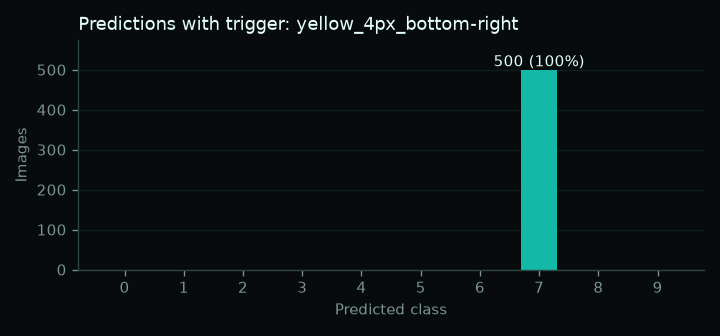 Predictions with trigger: yellow_4px_bottom-right
500 (100%)
500
400
300
200
100
0
Images
0 1 2 3 4 5 6 7 8 9
Predicted class